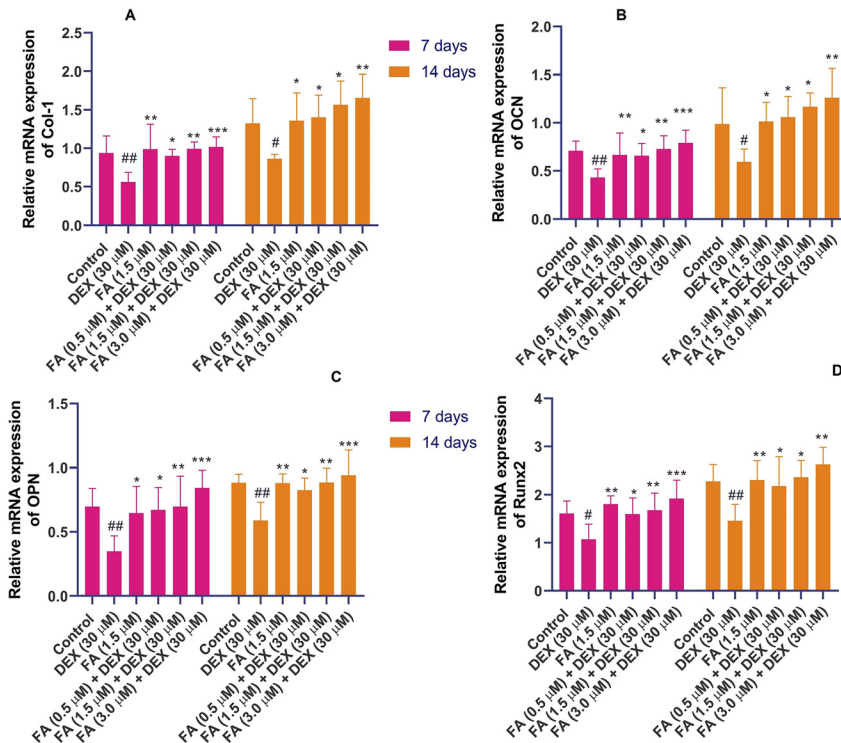 A
Relative mRNA expression
of Col-1
2.5
2.0
1.5
1.0
0.5
0.0
##
**
*
**
***
#
*
*
*
**
Control
DEX (30 μM)
FA (1.5 μM)
FA (0.5 μM) + DEX (30 μM)
FA (1.5 μM) + DEX (30 μM)
FA (3.0 μM) + DEX (30 μM)
Control
DEX (30 μM)
FA (1.5 μM)
FA (0.5 μM) + DEX (30 μM)
FA (1.5 μM) + DEX (30 μM)
FA (3.0 μM) + DEX (30 μM)
7 days
14 days
B
Relative mRNA expression
of OCN
2.0
1.5
1.0
0.5
0.0
##
**
*
**
***
#
*
*
*
**
Control
DEX (30 μM)
FA (1.5 μM)
FA (0.5 μM) + DEX (30 μM)
FA (1.5 μM) + DEX (30 μM)
FA (3.0 μM) + DEX (30 μM)
Control
DEX (30 μM)
FA (1.5 μM)
FA (0.5 μM) + DEX (30 μM)
FA (1.5 μM) + DEX (30 μM)
FA (3.0 μM) + DEX (30 μM)
C
Relative mRNA expression
of OPN
1.5
1.0
0.5
0.0
##
*
*
**
***
##
**
*
**
***
Control
DEX (30 μM)
FA (1.5 μM)
FA (0.5 μM) + DEX (30 μM)
FA (1.5 μM) + DEX (30 μM)
FA (3.0 μM) + DEX (30 μM)
Control
DEX (30 μM)
FA (1.5 μM)
FA (0.5 μM) + DEX (30 μM)
FA (1.5 μM) + DEX (30 μM)
FA (3.0 μM) + DEX (30 μM)
7 days
14 days
D
Relative mRNA expression
of Runx2
4
3
2
1
0
#
**
*
**
***
##
**
*
*
**
Control
DEX (30 μM)
FA (1.5 μM)
FA (0.5 μM) + DEX (30 μM)
FA (1.5 μM) + DEX (30 μM)
FA (3.0 μM) + DEX (30 μM)
Control
DEX (30 μM)
FA (1.5 μM)
FA (0.5 μM) + DEX (30 μM)
FA (1.5 μM) + DEX (30 μM)
FA (3.0 μM) + DEX (30 μM)